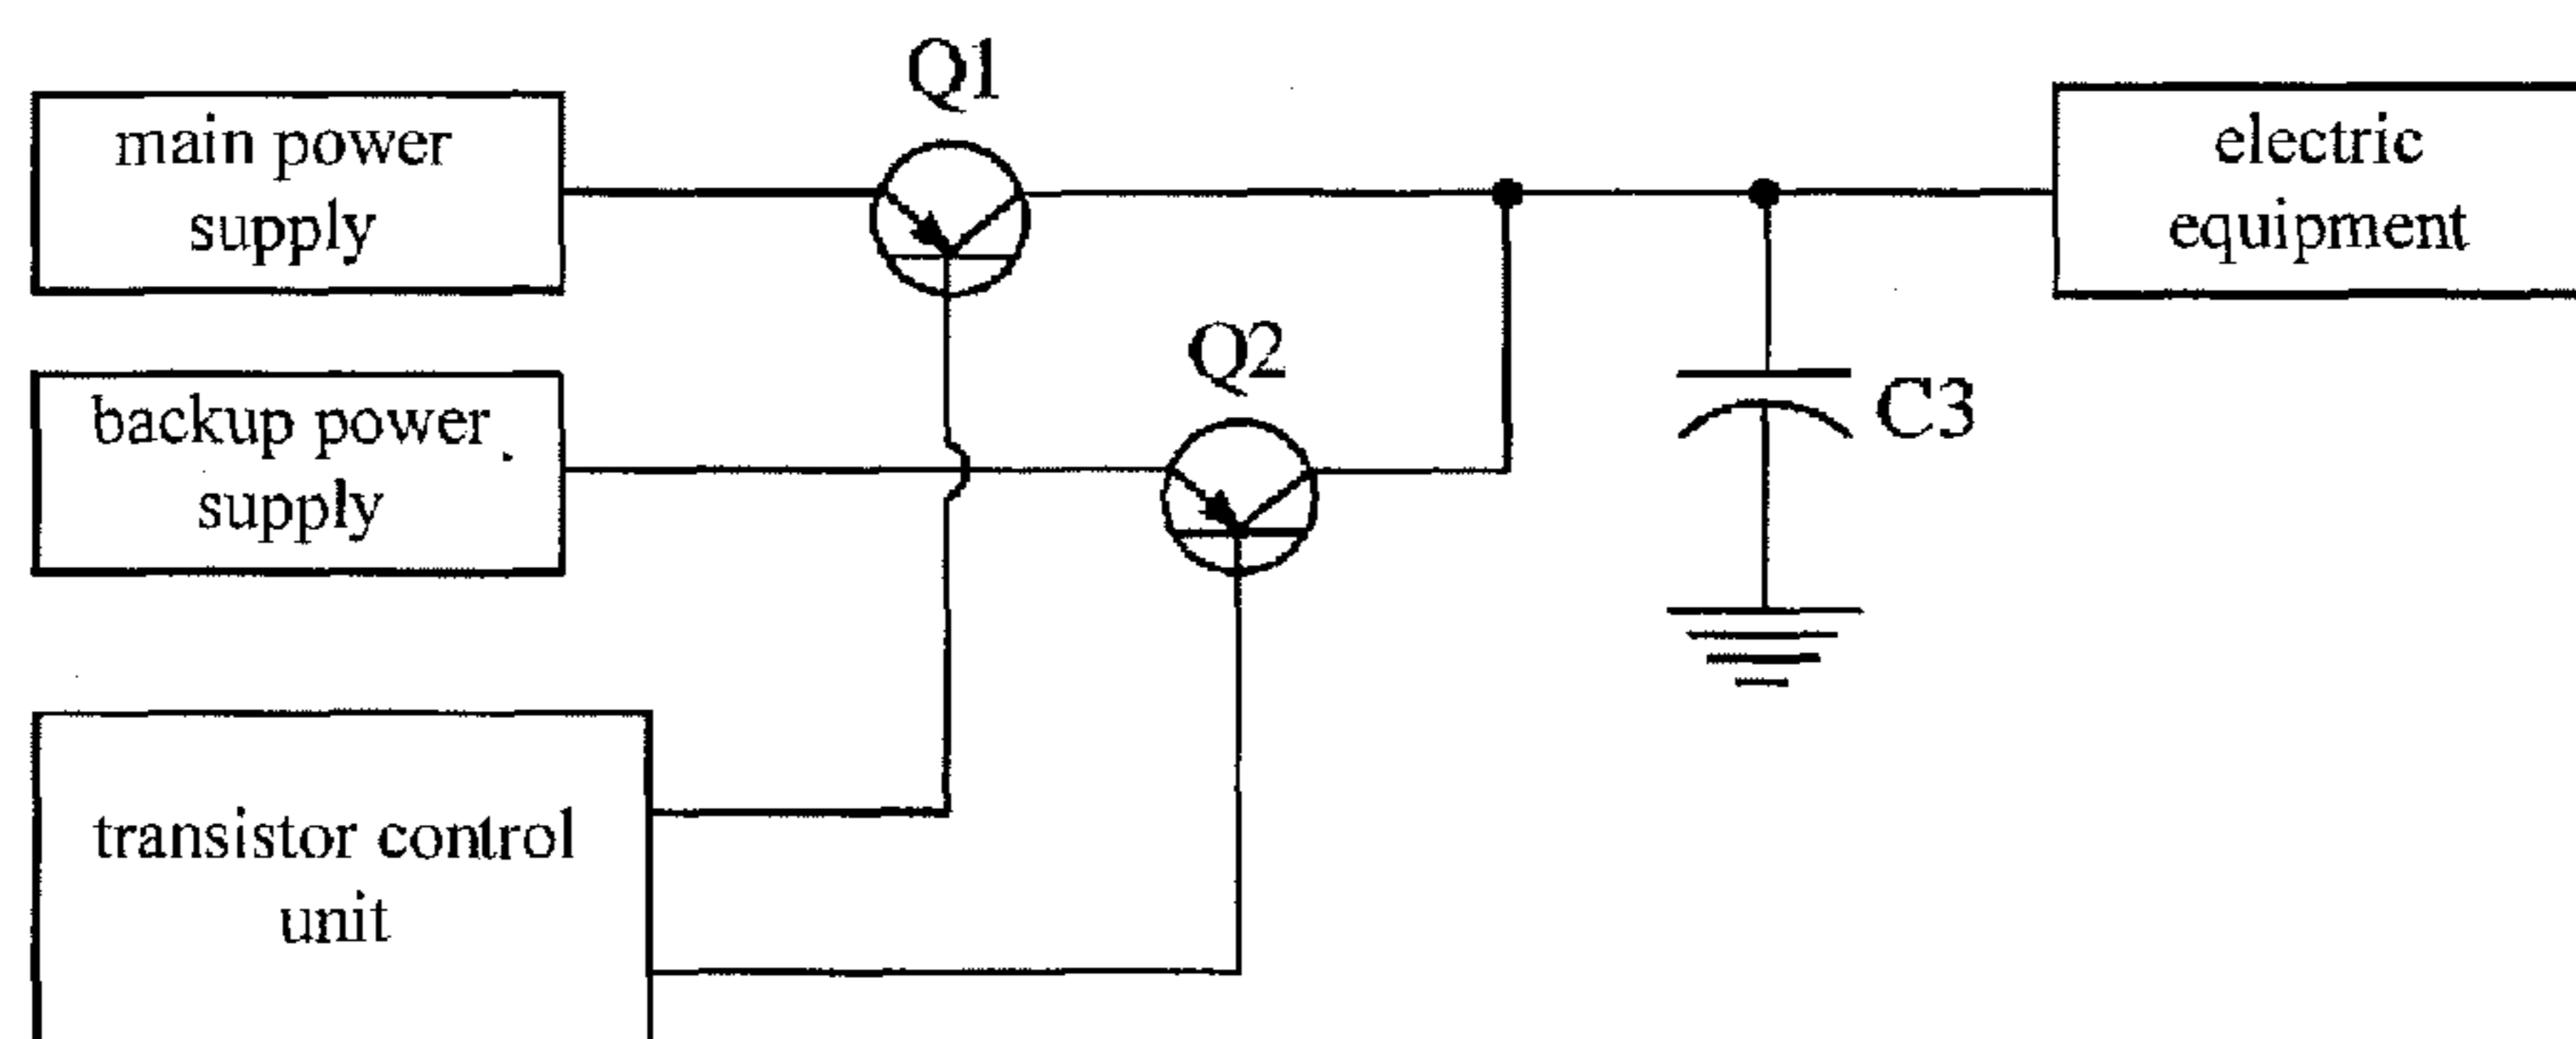 Q1
main power
supply
electric
equipment
Q2
backup power
supply
C3
transistor control
unit